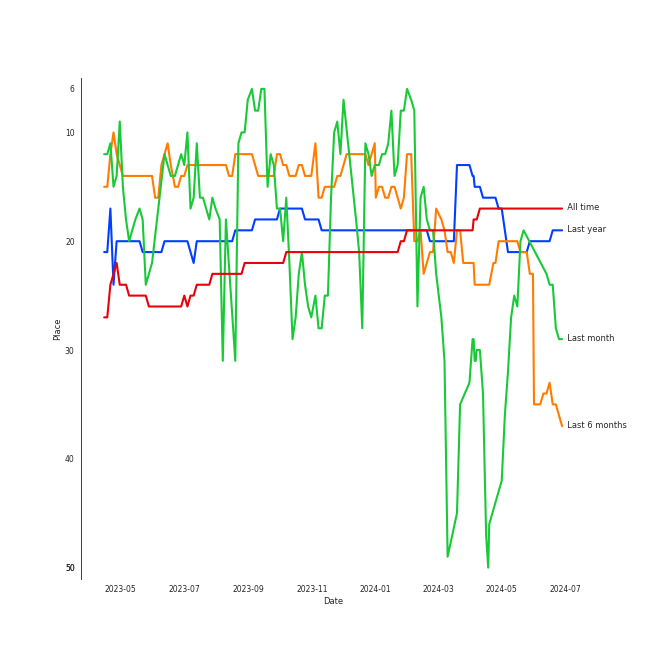 6
10
20
30
40
50
Place
2023-05
2023-07
2023-09
2023-11
2024-01
2024-03
2024-05
2024-07
Date
All time
Last year
Last month
Last 6 months